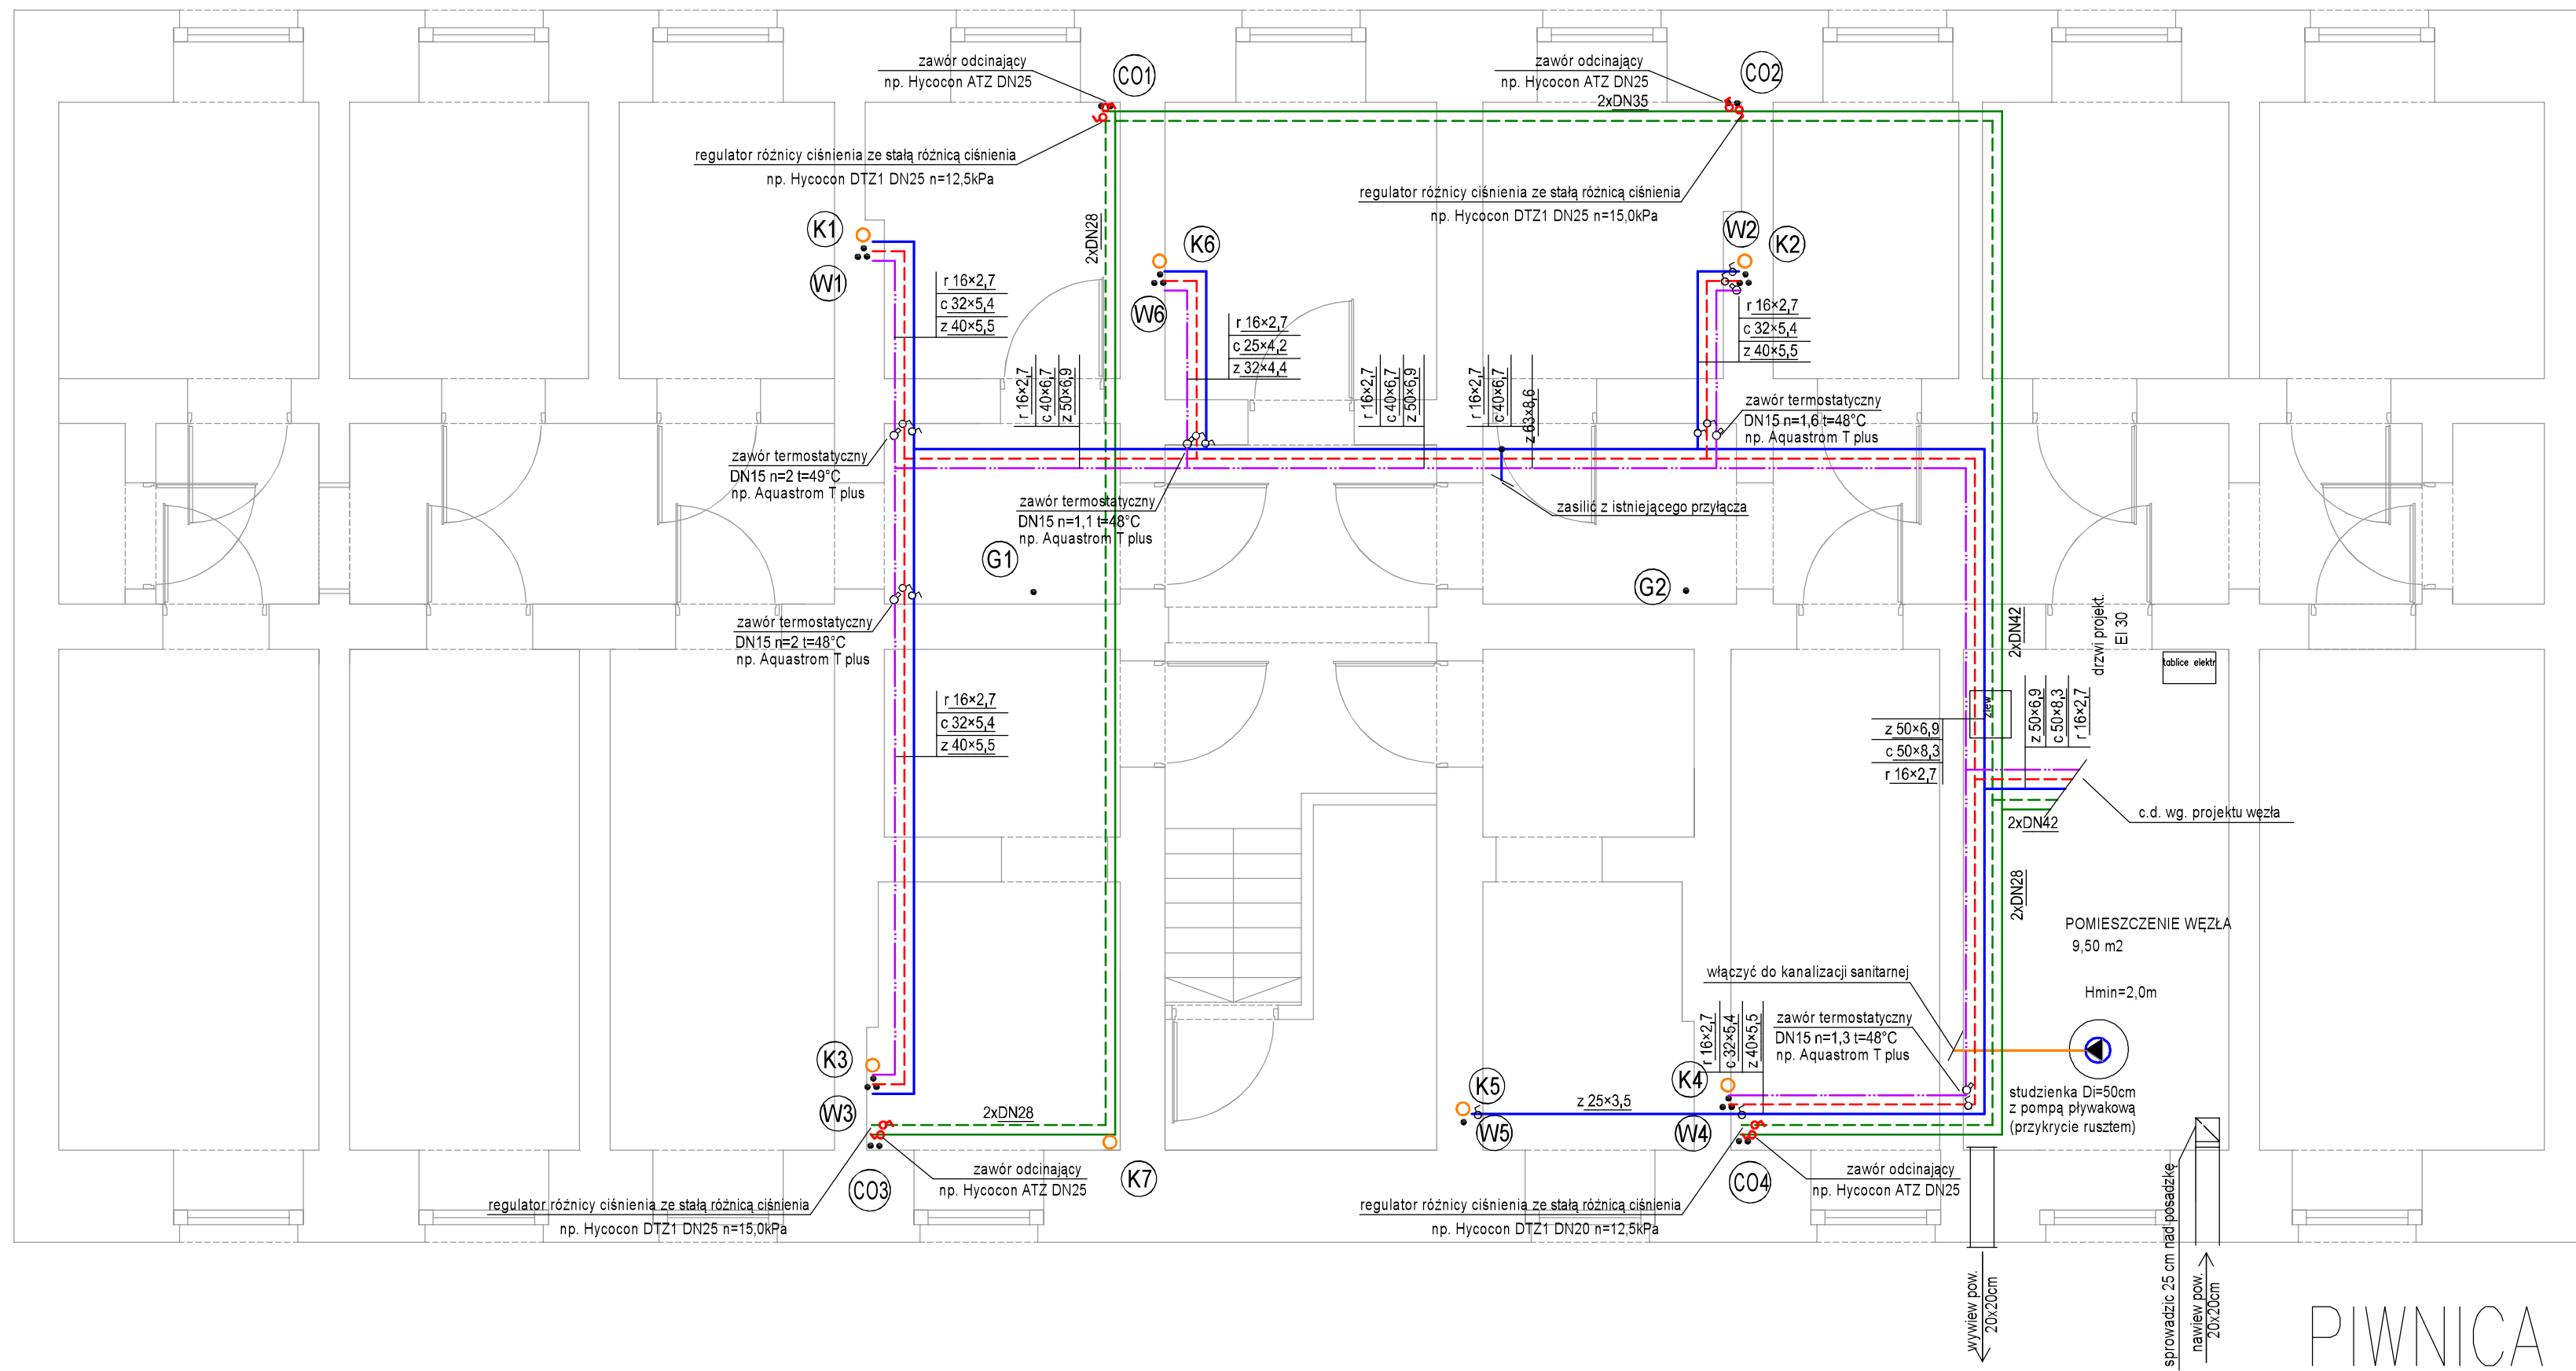 zawór odcinający
np. Hycocon ATZ DN25
CO1
zawór odcinający
np. Hycocon ATZ DN25
2xDN35
CO2
regulator różnicy ciśnienia ze stałą różnicą ciśnienia
np. Hycocon DTZ1 DN25 n=12,5kPa
regulator różnicy ciśnienia ze stałą różnicą ciśnienia
np. Hycocon DTZ1 DN25 n=15,0kPa
K1
W1
2xDN28
K6
W6
W2
K2
r 16×2,7
c 32×5,4
z 40×5,5
r 16×2,7
c 25×4,2
z 32×4,4
r 16×2,7
c 32×5,4
z 40×5,5
r 16×2,7
c 40×6,7
z 50×6,9
r 16×2,7
c 40×6,7
z 50×6,9
r 16×2,7
c 40×6,7
z 63×8,6
zawór termostatyczny
DN15 n=1,6 t=48°C
np. Aquastrom T plus
zawór termostatyczny
DN15 n=2 t=49°C
np. Aquastrom T plus
zawór termostatyczny
DN15 n=1,1 t=48°C
np. Aquastrom T plus
zasilić z istniejącego przyłącza
G1
G2
zawór termostatyczny
DN15 n=2 t=48°C
np. Aquastrom T plus
2xDN42
drzwi projekt.
EI 30
tablice elektr
zlew
r 16×2,7
c 32×5,4
z 40×5,5
z 50×6,9
c 50×8,3
r 16×2,7
z 50×6,9
c 50×8,3
r 16×2,7
2xDN42
c.d. wg. projektu węzła
2xDN28
POMIESZCZENIE WĘZŁA
9,50 m2
Hmin=2,0m
włączyć do kanalizacji sanitarnej
r 16×2,7
c 32×5,4
z 40×5,5
zawór termostatyczny
DN15 n=1,3 t=48°C
np. Aquastrom T plus
K3
W3
2xDN28
K5
W5
z 25×3,5
K4
W4
studzienka Di=50cm
z pompą pływakową
(przykrycie rusztem)
CO3
zawór odcinający
np. Hycocon ATZ DN25
K7
regulator różnicy ciśnienia ze stałą różnicą ciśnienia
np. Hycocon DTZ1 DN25 n=15,0kPa
regulator różnicy ciśnienia ze stałą różnicą ciśnienia
np. Hycocon DTZ1 DN20 n=12,5kPa
CO4
zawór odcinający
np. Hycocon ATZ DN25
wywiew pow.
20x20cm
sprowadzic 25 cm nad posadzkę
nawiew pow.
20x20cm
PIWNICA